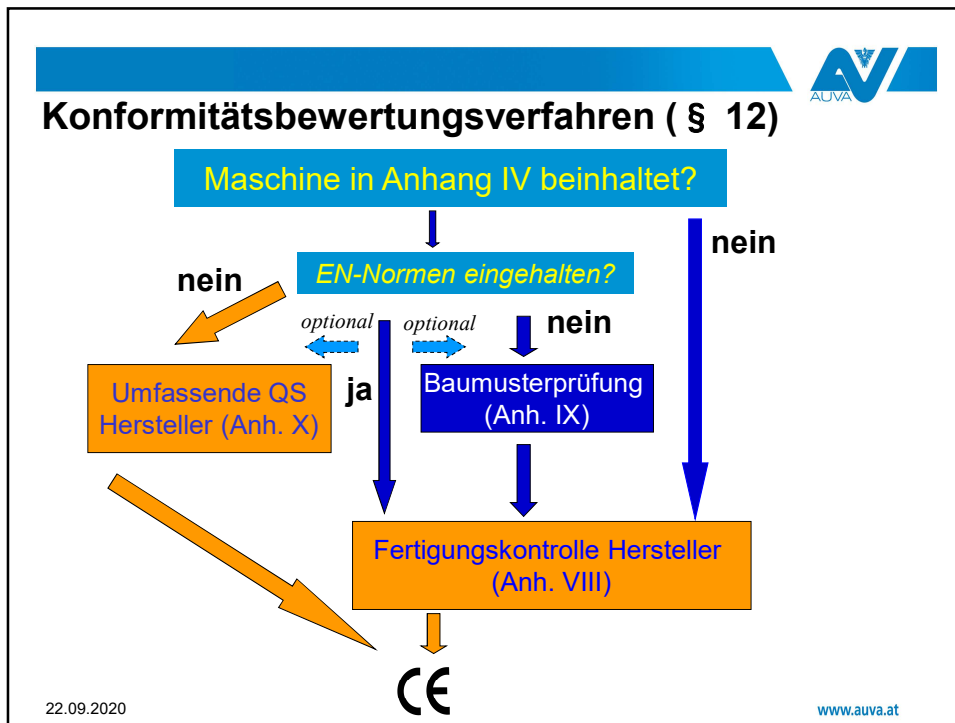 AUVA
Konformitätsbewertungsverfahren ( § 12)
Maschine in Anhang IV beinhaltet?
nein
nein
EN-Normen eingehalten?
optional
optional
nein
ja
Umfassende QS
Hersteller (Anh. X)
Baumusterprüfung
(Anh. IX)
Fertigungskontrolle Hersteller
(Anh. VIII)
CE
22.09.2020
www.auva.at